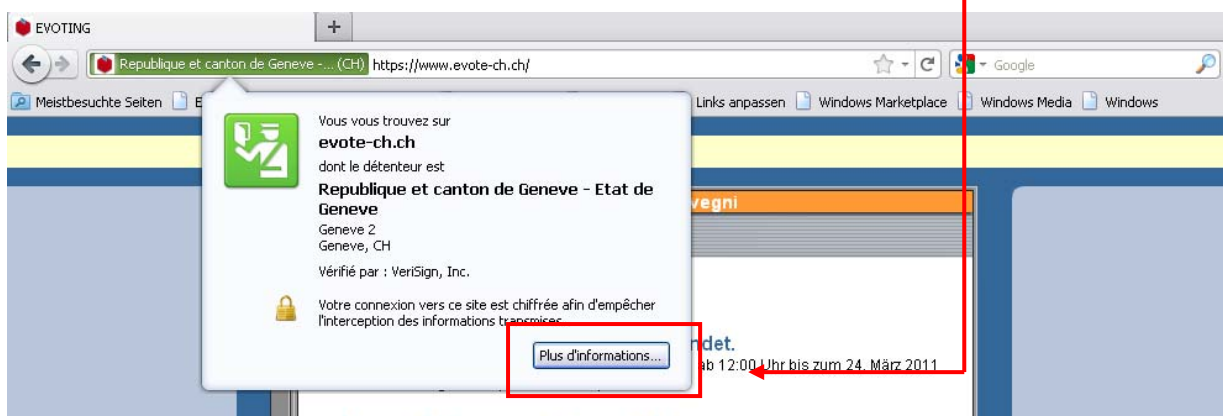 EVOTING
Republique et canton de Geneve -... (CH) https://www.evote-ch.ch/
Google
Meistbesuchte Seiten
Links anpassen Windows Marketplace Windows Media Windows
Vous vous trouvez sur
evote-ch.ch
dont le détenteur est
Republique et canton de Geneve - Etat de
Geneve
Geneve 2
Geneve, CH
Vérifié par : VeriSign, Inc.
Votre connexion vers ce site est chiffrée afin d'empêcher
l'interception des informations transmises.
Plus d'informations...
vegni
ndet.
ab 12:00 Uhr bis zum 24. März 2011